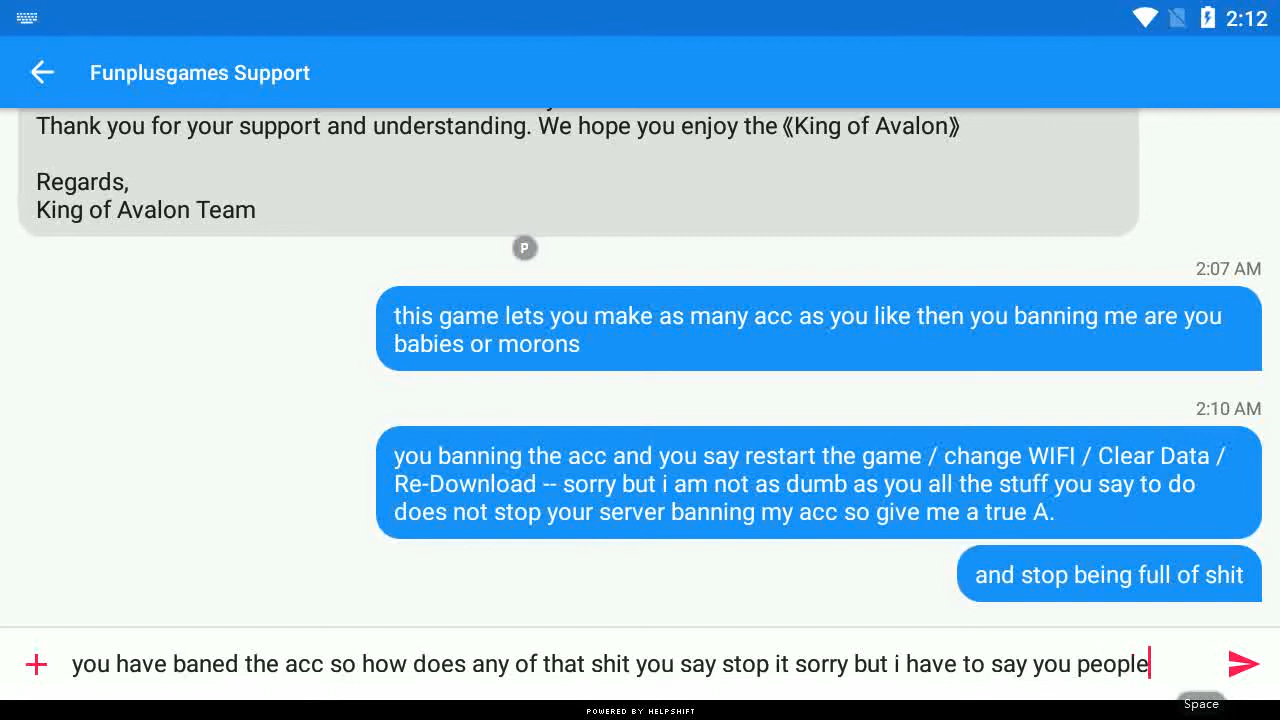 2:12
Funplusgames Support
Thank you for your support and understanding. We hope you enjoy the《King of Avalon》
Regards,
King of Avalon Team
P
2:07 AM
this game lets you make as many acc as you like then you banning me are you
babies or morons
2:10 AM
you banning the acc and you say restart the game / change WIFI / Clear Data /
Re-Download -- sorry but i am not as dumb as you all the stuff you say to do
does not stop your server banning my acc so give me a true A.
and stop being full of shit
you have baned the acc so how does any of that shit you say stop it sorry but i have to say you people
Space
POWERED BY HELPSHIFT